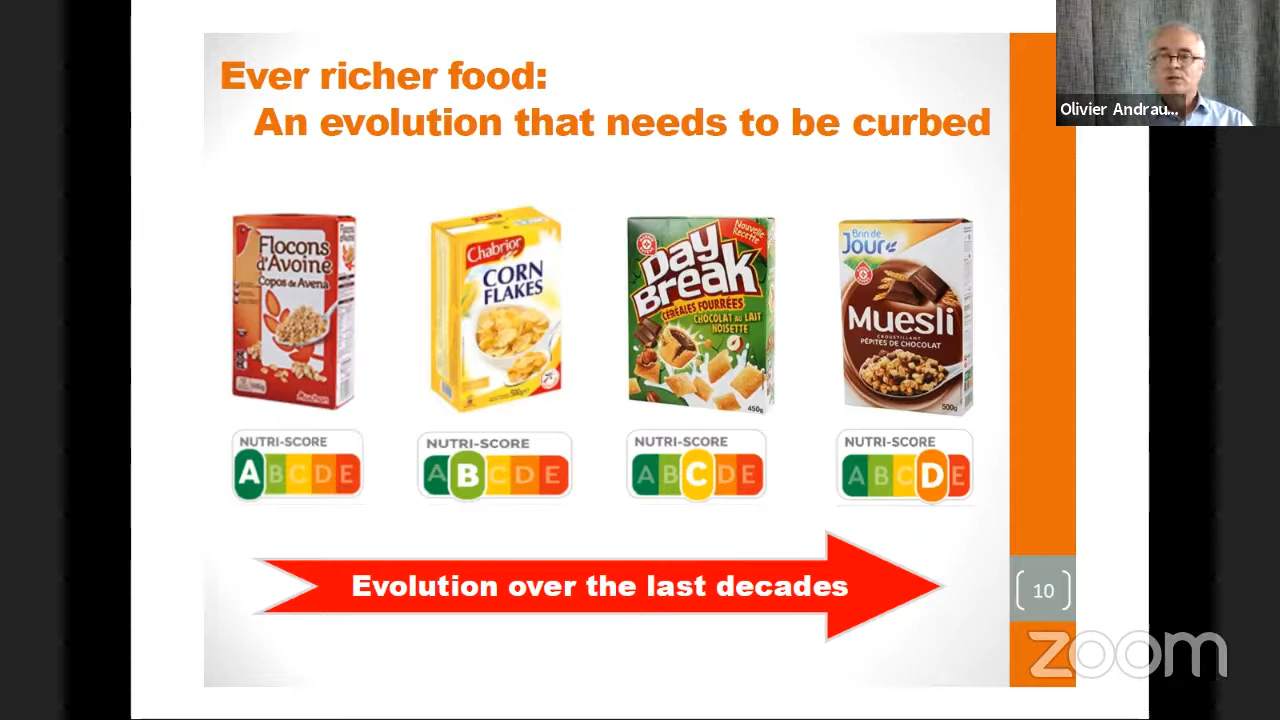 Ever richer food:
An evolution that needs to be curbed
Olivier Andrau...
Flocons
d'Avoine
Copos de Avena
Auchan
Chabrior
CORN
FLAKES
500g
Nouvelle
Recette
Day
Break
CÉRÉALES FOURRÉES
CHOCOLAT AU LAIT
NOISETTE
450g
Brin de
Jour
Muesli
CROUSTILLANT
PÉPITES DE CHOCOLAT
500g
NUTRI-SCORE
A B C D E
NUTRI-SCORE
A B C D E
NUTRI-SCORE
A B C D E
NUTRI-SCORE
A B C D E
Evolution over the last decades
10
zoom